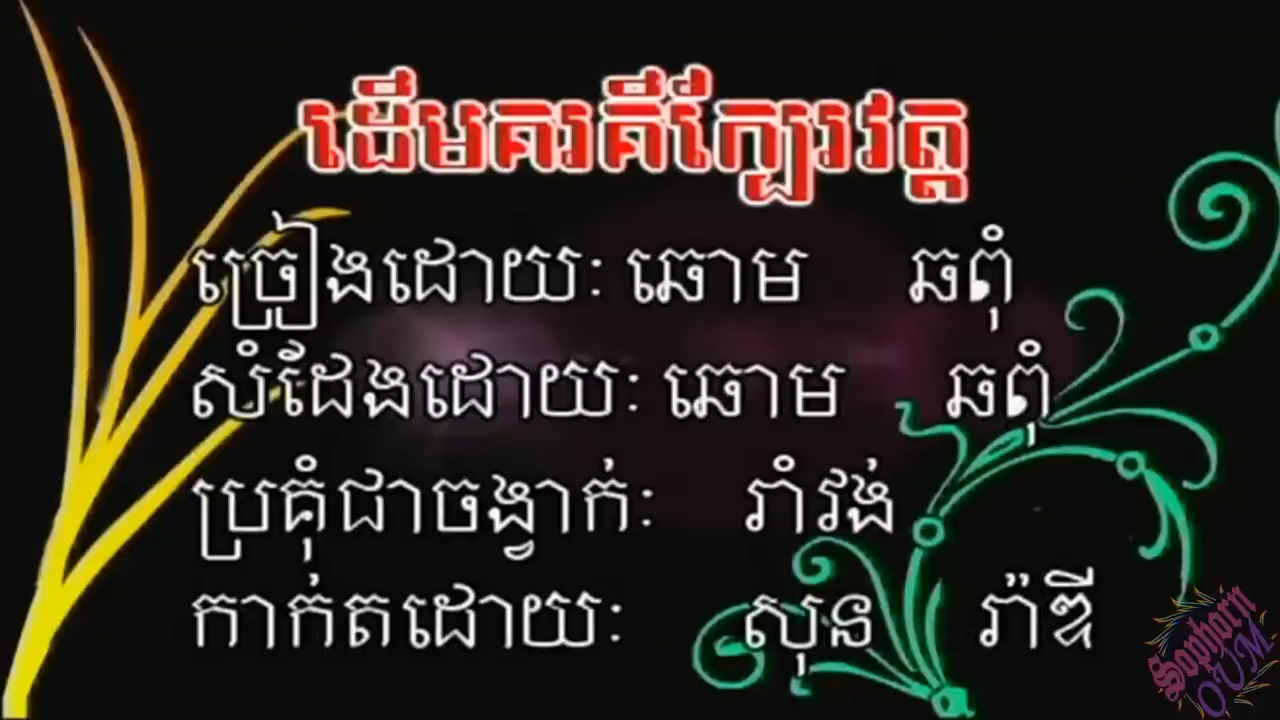 ដើមគរគីក្បែរវត្ត
ច្រៀងដោយៈ ឆោម ឆពុំ
សំដែងដោយៈ ឆោម ឆពុំ
ប្រគុំជាចង្វាក់ៈ រាំវង់
កាក់តដោយៈ សុន រ៉ាឌី
Sophorn
OUM